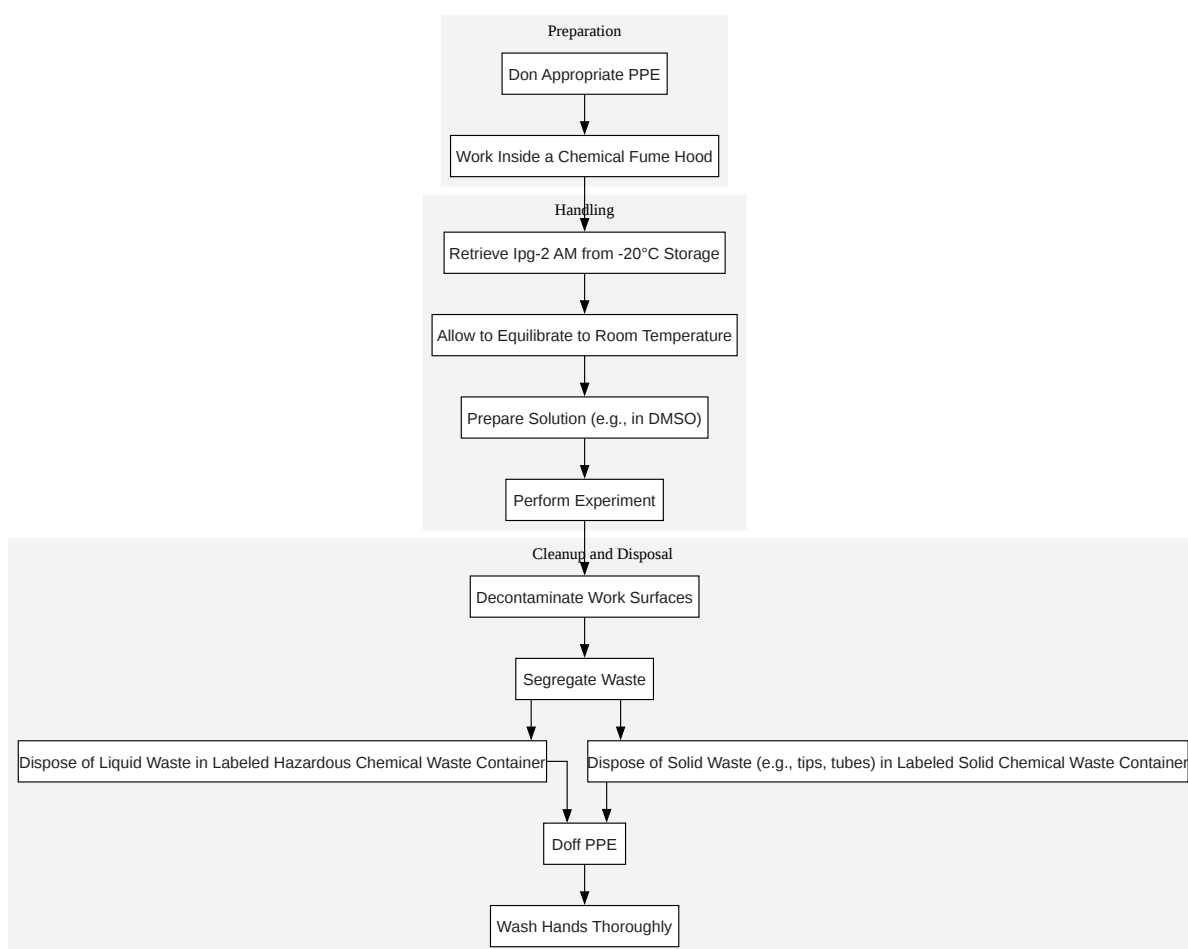 Preparation
Don Appropriate PPE
Work Inside a Chemical Fume Hood
Handling
Retrieve Ipg-2 AM from -20°C Storage
Allow to Equilibrate to Room Temperature
Prepare Solution (e.g., in DMSO)
Perform Experiment
Cleanup and Disposal
Decontaminate Work Surfaces
Segregate Waste
Dispose of Liquid Waste in Labeled Hazardous Chemical Waste Container
Dispose of Solid Waste (e.g., tips, tubes) in Labeled Solid Chemical Waste Container
Doff PPE
Wash Hands Thoroughly